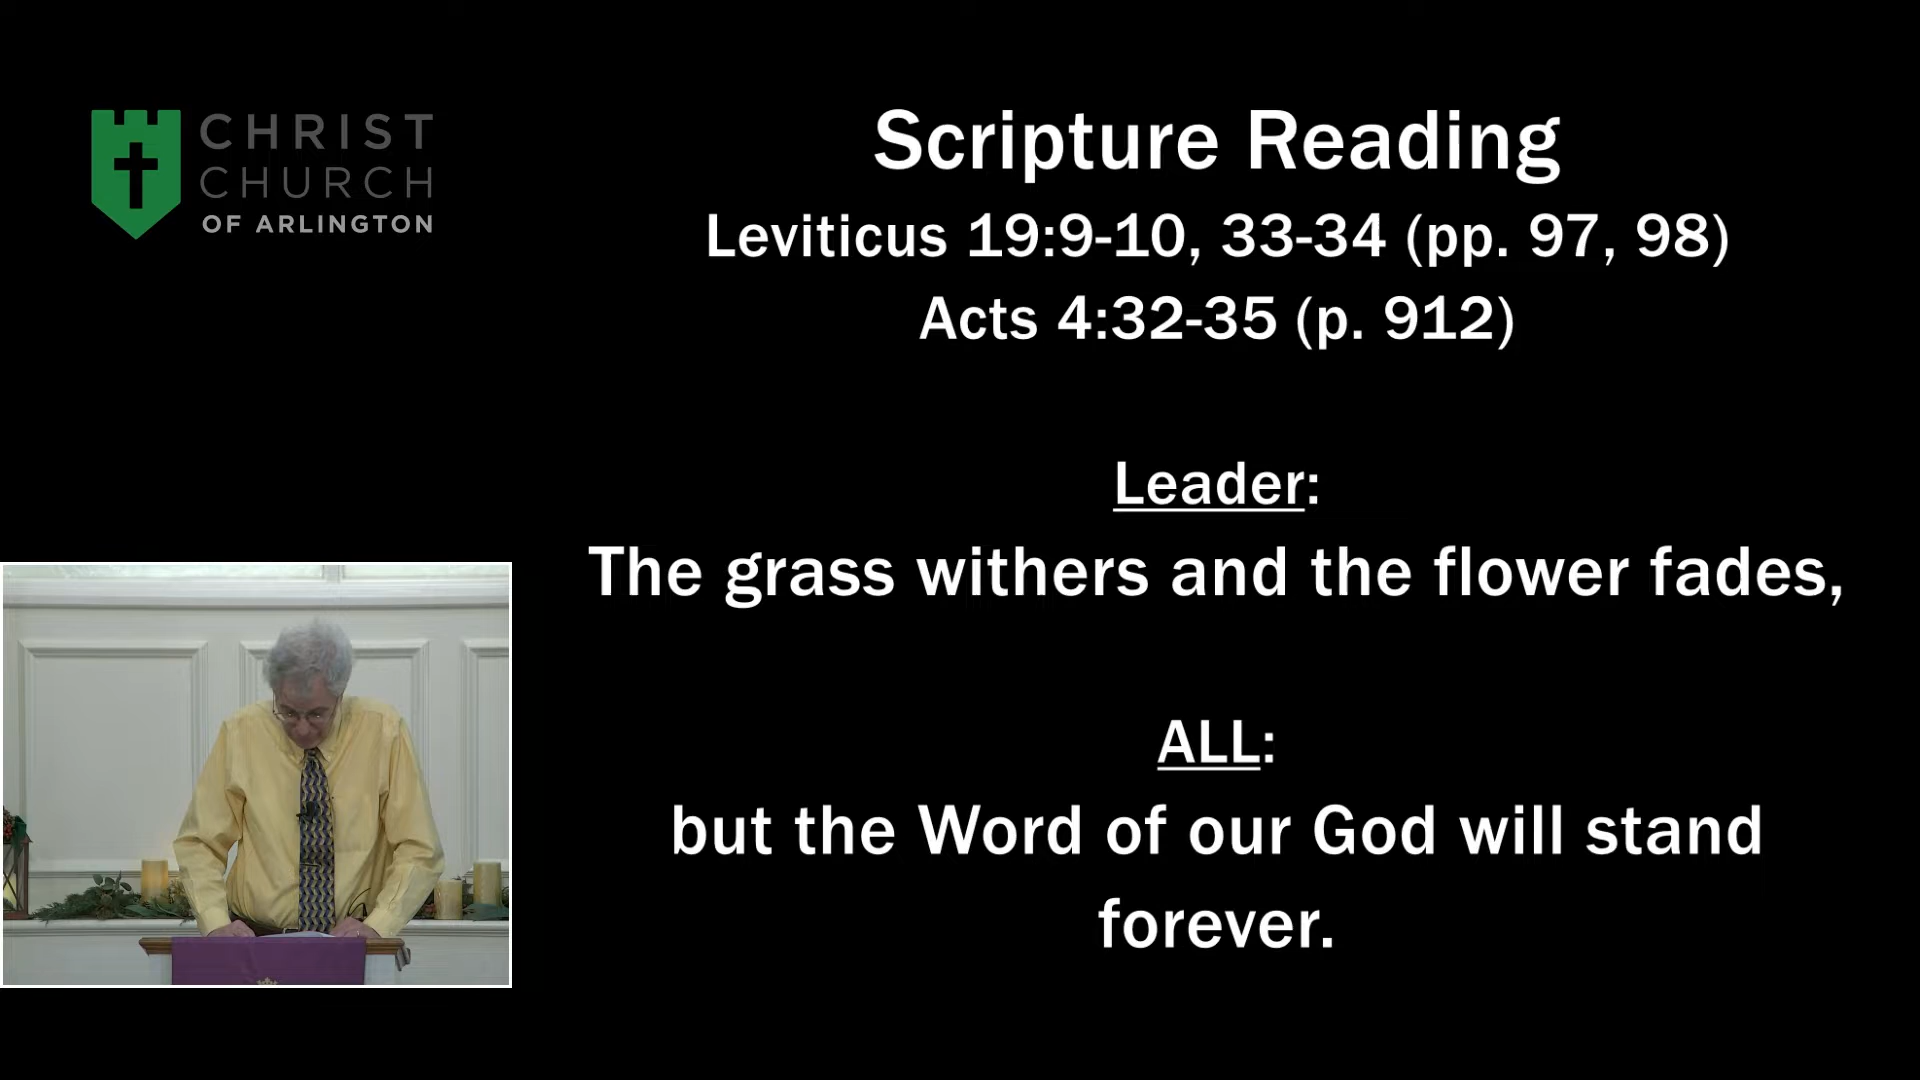 CHRIST
CHURCH
OF ARLINGTON
Scripture Reading
Leviticus 19:9-10, 33-34 (pp. 97, 98)
Acts 4:32-35 (p. 912)
Leader:
The grass withers and the flower fades,
ALL:
but the Word of our God will stand
forever.